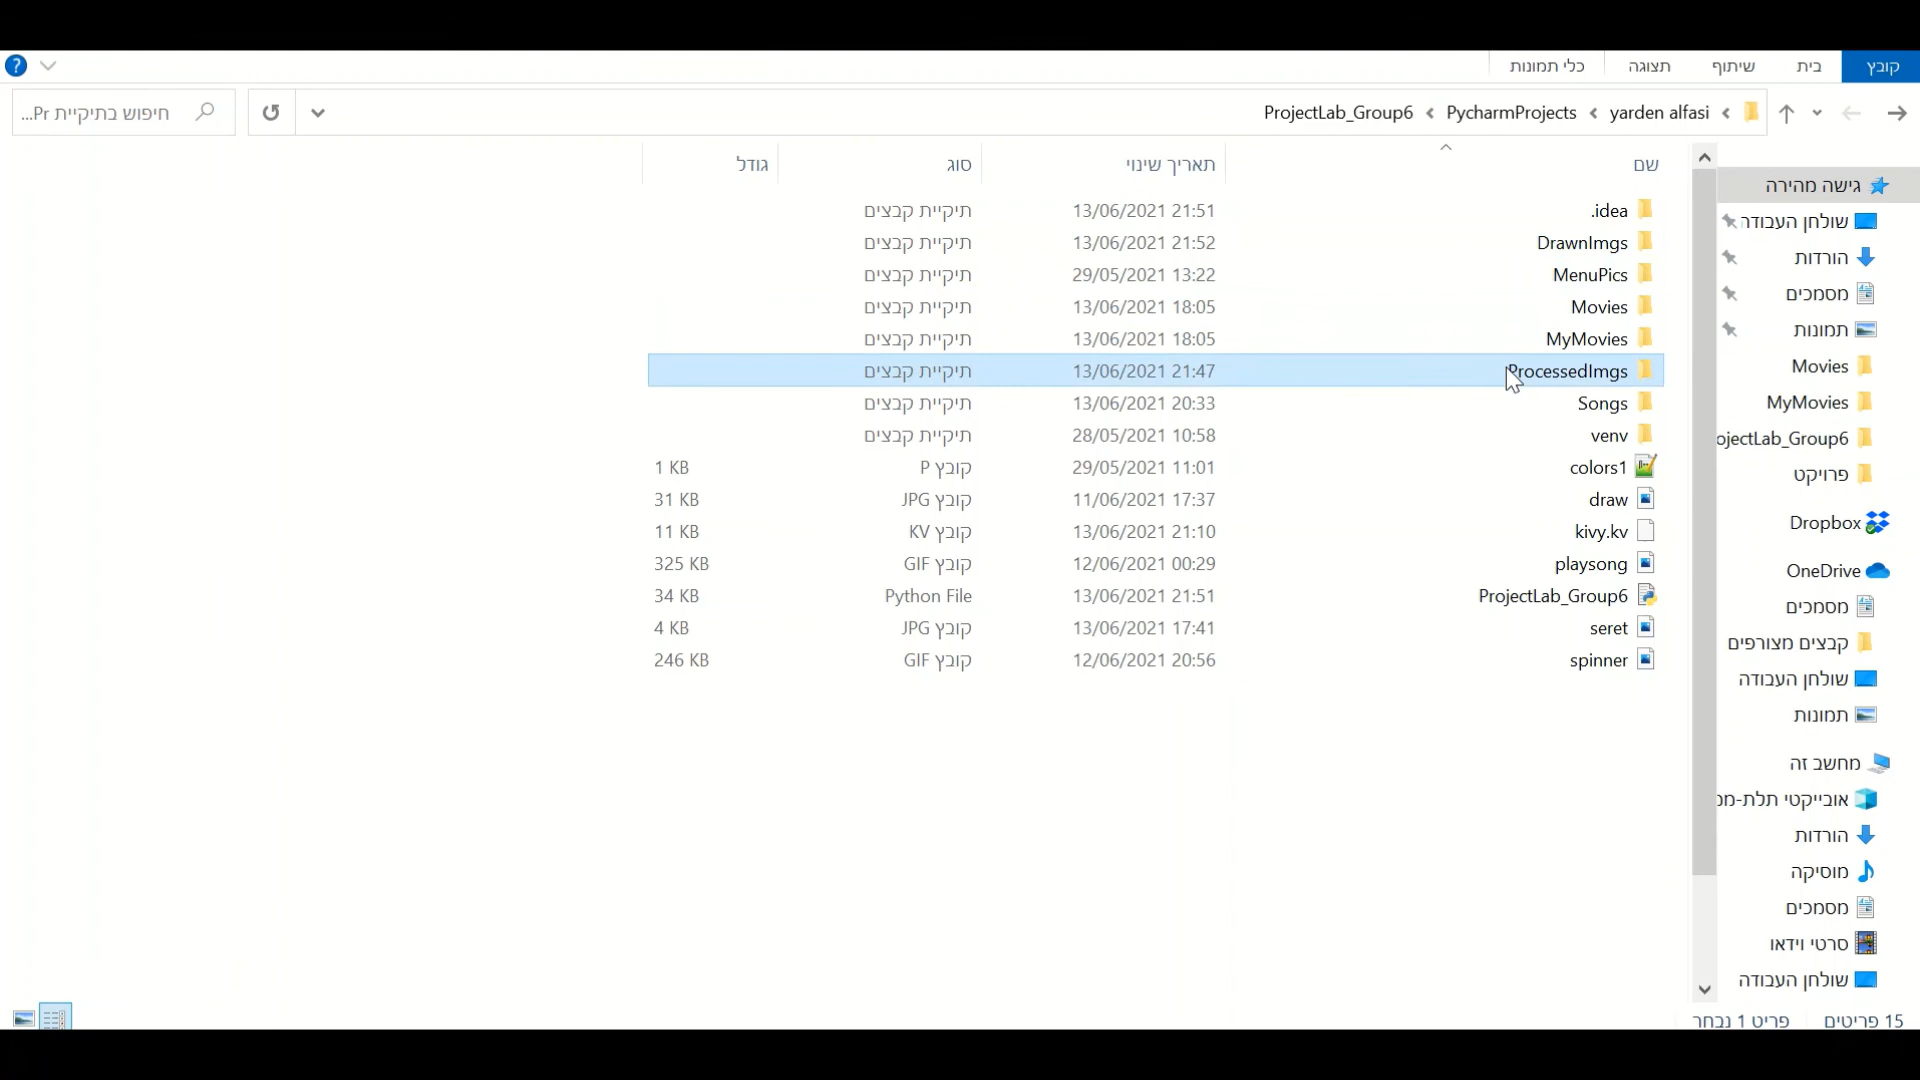 קובץ
בית
שיתוף
תצוגה
כלי תמונות
yarden alfasi
PycharmProjects
ProjectLab_Group6
חיפוש בתיקיית Pr...
שם
תאריך שינוי
סוג
גודל
.idea 13/06/2021 21:51 תיקיית קבצים
DrawnImgs 13/06/2021 21:52 תיקיית קבצים
MenuPics 29/05/2021 13:22 תיקיית קבצים
Movies 13/06/2021 18:05 תיקיית קבצים
MyMovies 13/06/2021 18:05 תיקיית קבצים
ProcessedImgs 13/06/2021 21:47 תיקיית קבצים
Songs 13/06/2021 20:33 תיקיית קבצים
venv 28/05/2021 10:58 תיקיית קבצים
colors1 29/05/2021 11:01 קובץ P 1 KB
draw 11/06/2021 17:37 קובץ JPG 31 KB
kivy.kv 13/06/2021 21:10 קובץ KV 11 KB
playsong 12/06/2021 00:29 קובץ GIF 325 KB
ProjectLab_Group6 13/06/2021 21:51 Python File 34 KB
seret 13/06/2021 17:41 קובץ JPG 4 KB
spinner 12/06/2021 20:56 קובץ GIF 246 KB
גישה מהירה
שולחן העבודה
הורדות
מסמכים
תמונות
Movies
MyMovies
ojectLab_Group6
פרויקט
Dropbox
OneDrive
מסמכים
קבצים מצורפים
שולחן העבודה
תמונות
מחשב זה
אובייקטי תלת-ממ
הורדות
מוסיקה
מסמכים
סרטי וידאו
שולחן העבודה
15 פריטים
פריט 1 נבחר